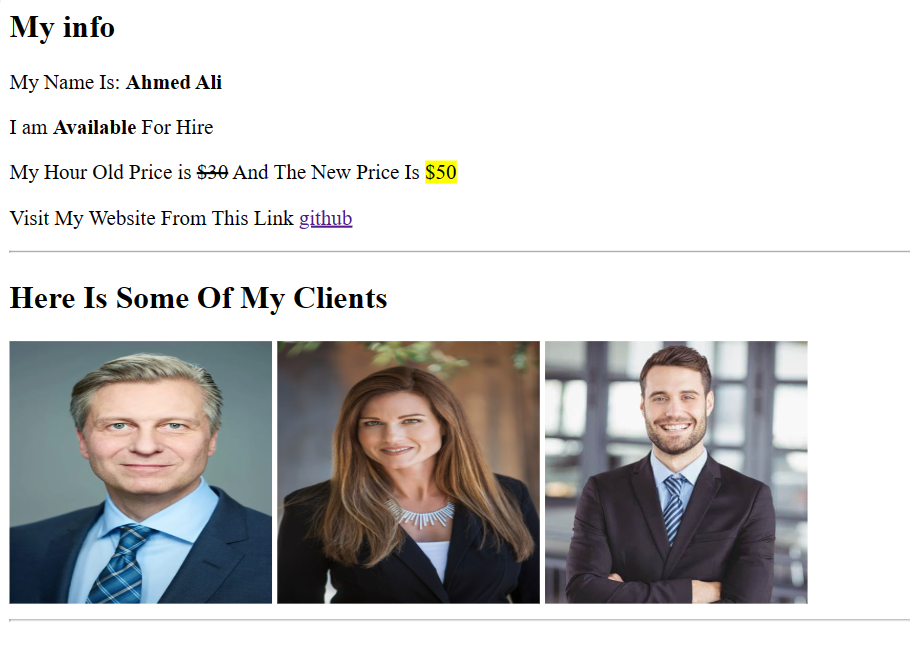 My info
My Name Is: Ahmed Ali
I am Available For Hire
My Hour Old Price is $30 And The New Price Is $50
Visit My Website From This Link github
Here Is Some Of My Clients